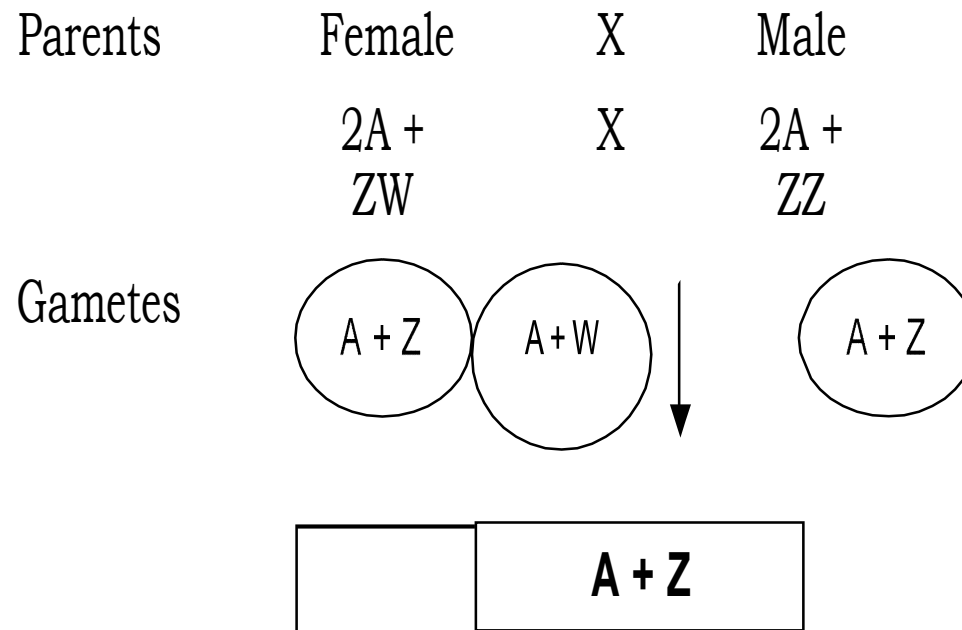 Parents Female X Male
2A + X 2A +
ZW ZZ
Gametes A + Z A + W A + Z
A + Z